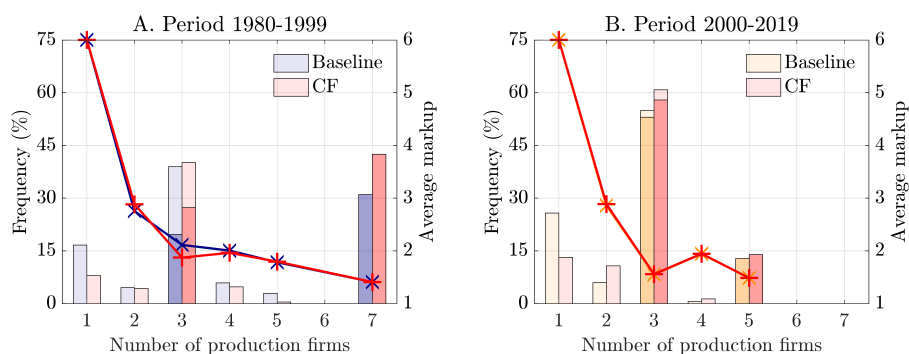 A. Period 1980-1999
75
60
45
30
15
0
Frequency (%)
Baseline
CF
6
5
4
3
2
1
Average markup
1 2 3 4 5 6 7
Number of production firms
B. Period 2000-2019
75
60
45
30
15
0
Frequency (%)
Baseline
CF
6
5
4
3
2
1
Average markup
1 2 3 4 5 6 7
Number of production firms